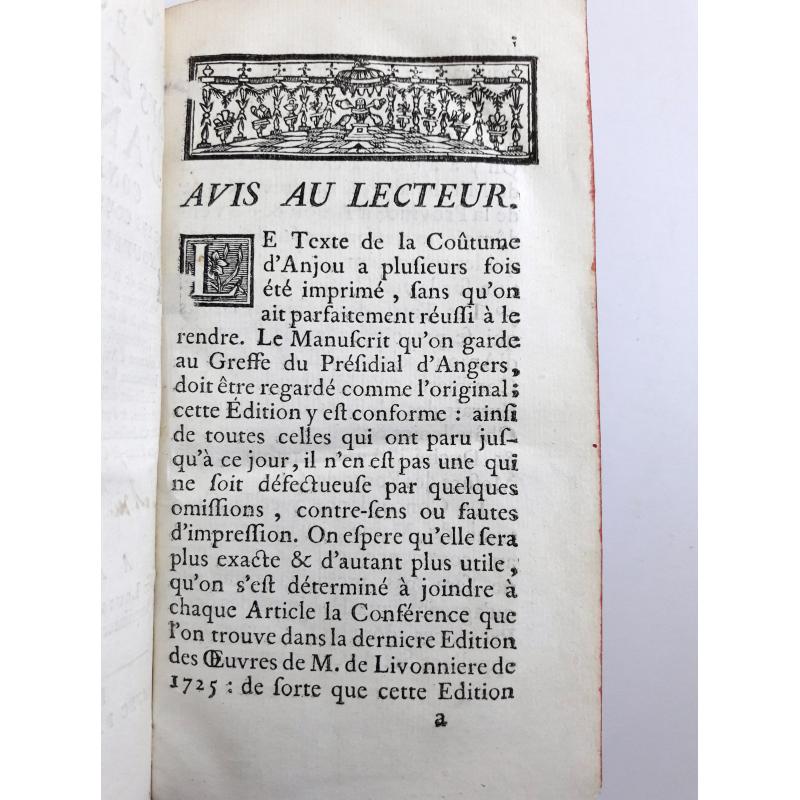 AVIS AU LECTEUR.
LE Texte de la Coûtume
d'Anjou a pluſieurs fois
été imprimé, ſans qu'on
ait parfaitement réuſſi à le
rendre. Le Manuſcrit qu'on garde
au Greffe du Préſidial d'Angers,
doit être regardé comme l'original;
cette Édition y eſt conforme : ainſi
de toutes celles qui ont paru juſ-
qu'à ce jour, il n'en eſt pas une qui
ne ſoit défectueuſe par quelques
omiſſions, contre-ſens ou fautes
d'impreſſion. On eſpere qu'elle ſera
plus exacte & d'autant plus utile,
qu'on s'eſt déterminé à joindre à
chaque Article la Conférence que
l'on trouve dans la derniere Edition
des Œuvres de M. de Livonniere de
1725 : de ſorte que cette Edition
a